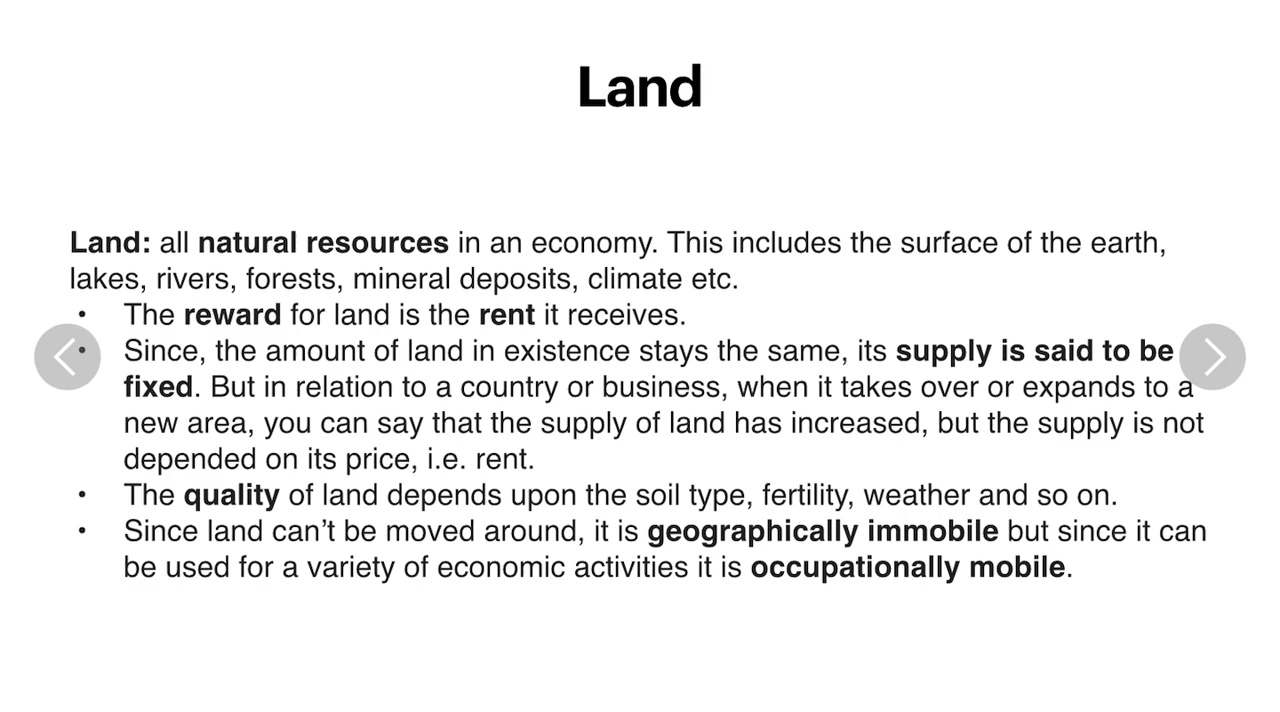 Land
Land: all natural resources in an economy. This includes the surface of the earth,
lakes, rivers, forests, mineral deposits, climate etc.
• The reward for land is the rent it receives.
• Since, the amount of land in existence stays the same, its supply is said to be
fixed. But in relation to a country or business, when it takes over or expands to a
new area, you can say that the supply of land has increased, but the supply is not
depended on its price, i.e. rent.
• The quality of land depends upon the soil type, fertility, weather and so on.
• Since land can’t be moved around, it is geographically immobile but since it can
be used for a variety of economic activities it is occupationally mobile.